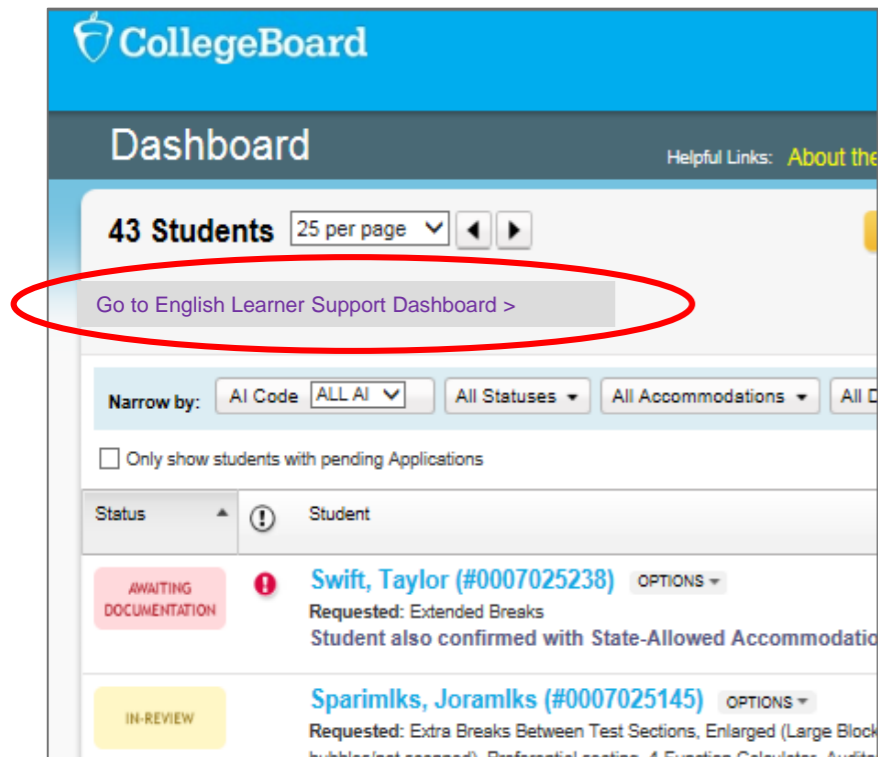 CollegeBoard
Dashboard
Helpful Links: About the
43 Students 25 per page
Go to English Learner Support Dashboard >
Narrow by: AI Code ALL AI All Statuses All Accommodations All
Only show students with pending Applications
Status Student
AWAITING DOCUMENTATION
Swift, Taylor (#0007025238) OPTIONS
Requested: Extended Breaks
Student also confirmed with State-Allowed Accommodatio
IN-REVIEW
Sparimlks, Joramlks (#0007025145) OPTIONS
Requested: Extra Breaks Between Test Sections, Enlarged (Large Block